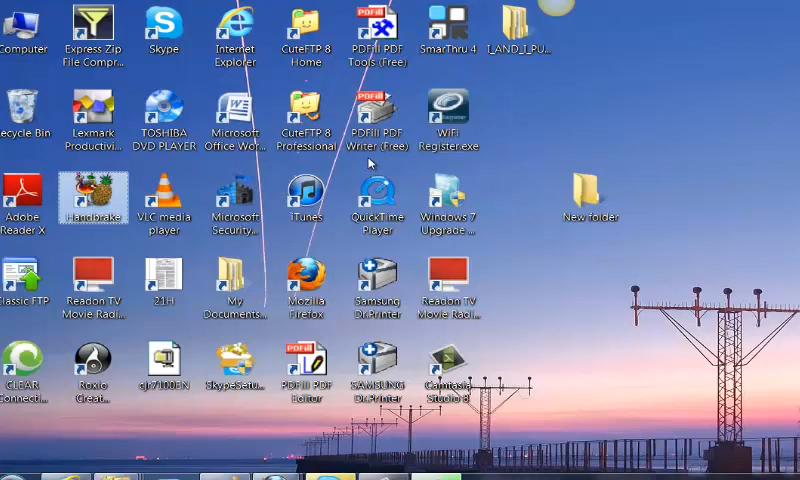 Computer
Express Zip
File Compr...
Skype
Internet
Explorer
CuteFTP 8
Home
PDFill PDF
Tools (Free)
SmarThru 4
I_AND_I_PU...
ecycle Bin
Lexmark
Productivi...
TOSHIBA
DVD PLAYER
Microsoft
Office Wor...
CuteFTP 8
Professional
PDFill PDF
Writer (Free)
WiFi
Register.exe
Adobe
Reader X
Handbrake
VLC media
player
Microsoft
Security...
iTunes
QuickTime
Player
Windows 7
Upgrade ...
New folder
Classic FTP
Readon TV
Movie Radi...
21H
My
Documents...
Mozilla
Firefox
Samsung
Dr.Printer
Readon TV
Movie Radi...
CLEAR
Connecti...
Roxio
Creat...
cjr7100EN
SkypeSetu...
PDFill PDF
Editor
SAMSUNG
Dr.Printer
Camtasia
Studio 8